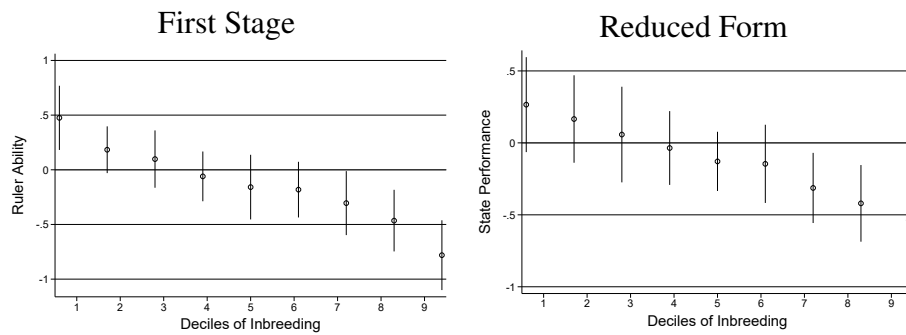 First Stage
Ruler Ability
1
.5
0
-.5
-1
1 2 3 4 5 6 7 8 9
Deciles of Inbreeding
Reduced Form
State Performance
.5
0
-.5
-1
1 2 3 4 5 6 7 8 9
Deciles of Inbreeding